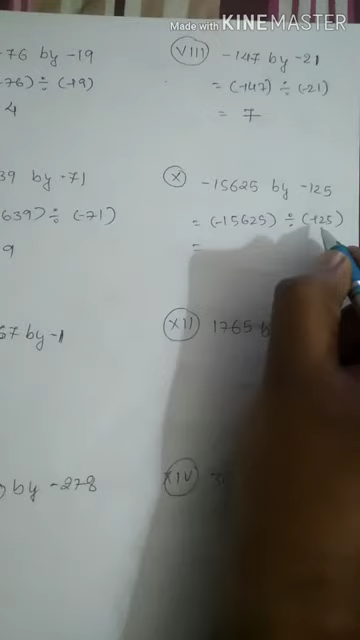 Made with KINEMASTER
-76 by -19
-76) ÷ (-19)
4
VIII -147 by -21
= (-147) ÷ (-21)
= 7
39 by -71
639) ÷ (-71)
9
X -15625 by -125
= (-15625) ÷ (-125)
=
67 by -1
XII 1765 b
by -278
XIV 3